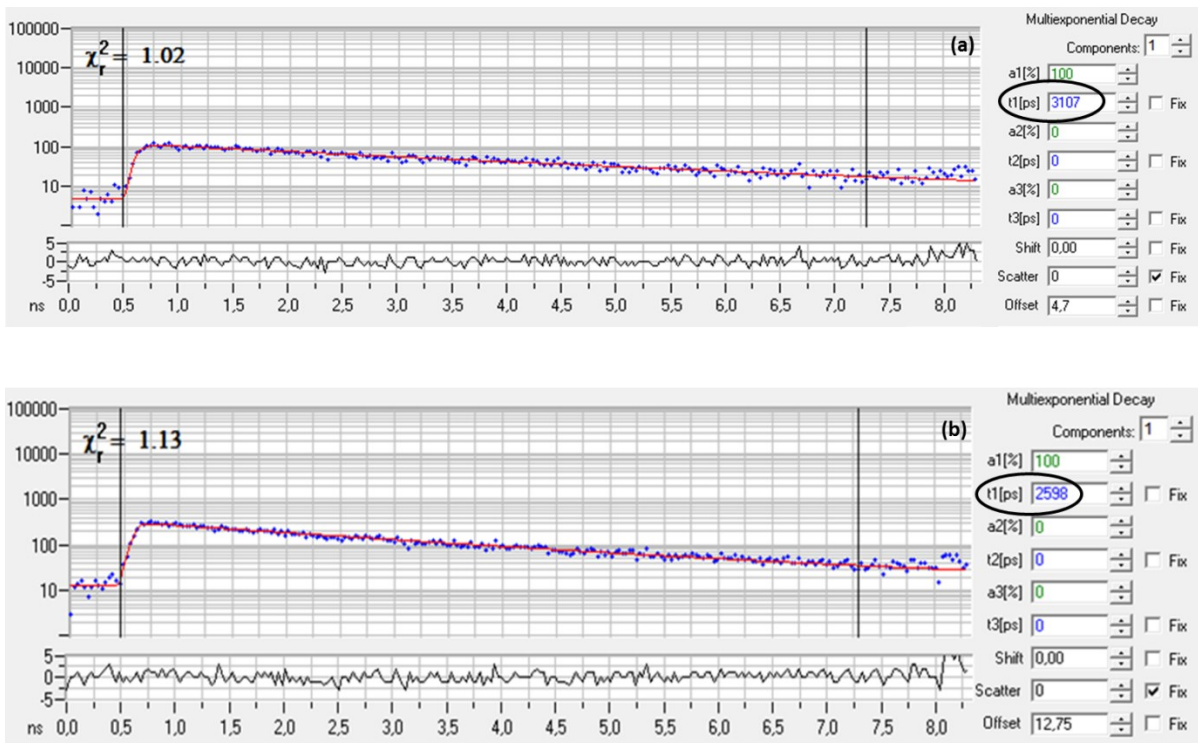 (a)
χ²r = 1.02
100000
10000
1000
100
10
5
0
-5
ns 0,0 0,5 1,0 1,5 2,0 2,5 3,0 3,5 4,0 4,5 5,0 5,5 6,0 6,5 7,0 7,5 8,0
Multiexponential Decay
Components: 1
a1[%] 100
t1[ps] 3107 Fix
a2[%] 0
t2[ps] 0 Fix
a3[%] 0
t3[ps] 0 Fix
Shift 0,00 Fix
Scatter 0 Fix
Offset 4,7 Fix
(b)
χ²r = 1.13
100000
10000
1000
100
10
5
0
-5
ns 0,0 0,5 1,0 1,5 2,0 2,5 3,0 3,5 4,0 4,5 5,0 5,5 6,0 6,5 7,0 7,5 8,0
Multiexponential Decay
Components: 1
a1[%] 100
t1[ps] 2598 Fix
a2[%] 0
t2[ps] 0 Fix
a3[%] 0
t3[ps] 0 Fix
Shift 0,00 Fix
Scatter 0 Fix
Offset 12,75 Fix